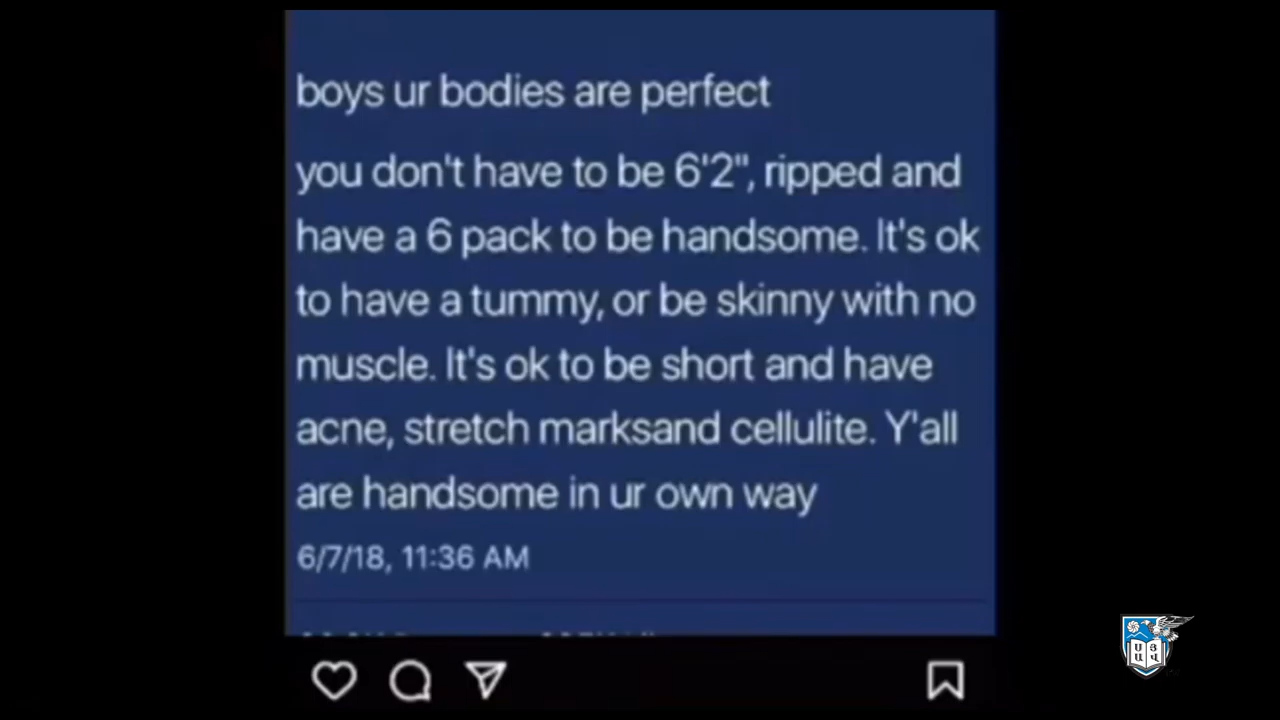 boys ur bodies are perfect
you don't have to be 6'2", ripped and
have a 6 pack to be handsome. It's ok
to have a tummy, or be skinny with no
muscle. It's ok to be short and have
acne, stretch marksand cellulite. Y'all
are handsome in ur own way
6/7/18, 11:36 AM